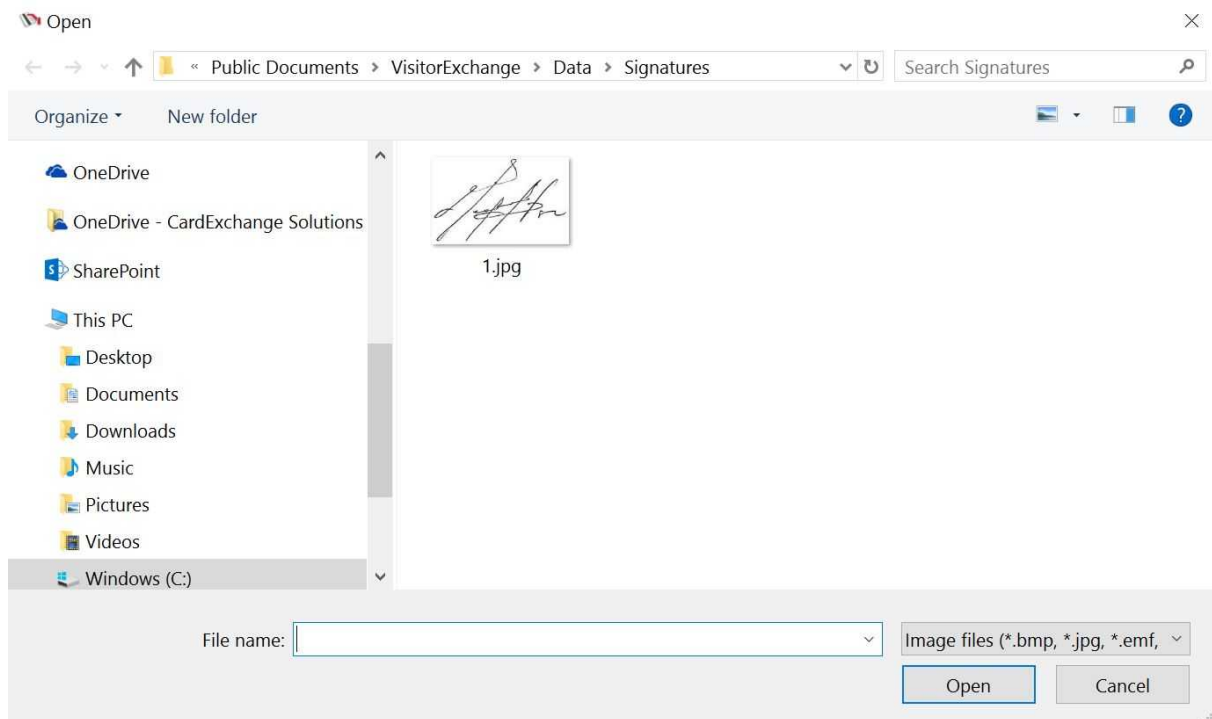 Open
« Public Documents > VisitorExchange > Data > Signatures
Search Signatures
Organize
New folder
OneDrive
OneDrive - CardExchange Solutions
SharePoint
This PC
Desktop
Documents
Downloads
Music
Pictures
Videos
Windows (C:)
1.jpg
File name:
Image files (*.bmp, *.jpg, *.emf,
Open
Cancel